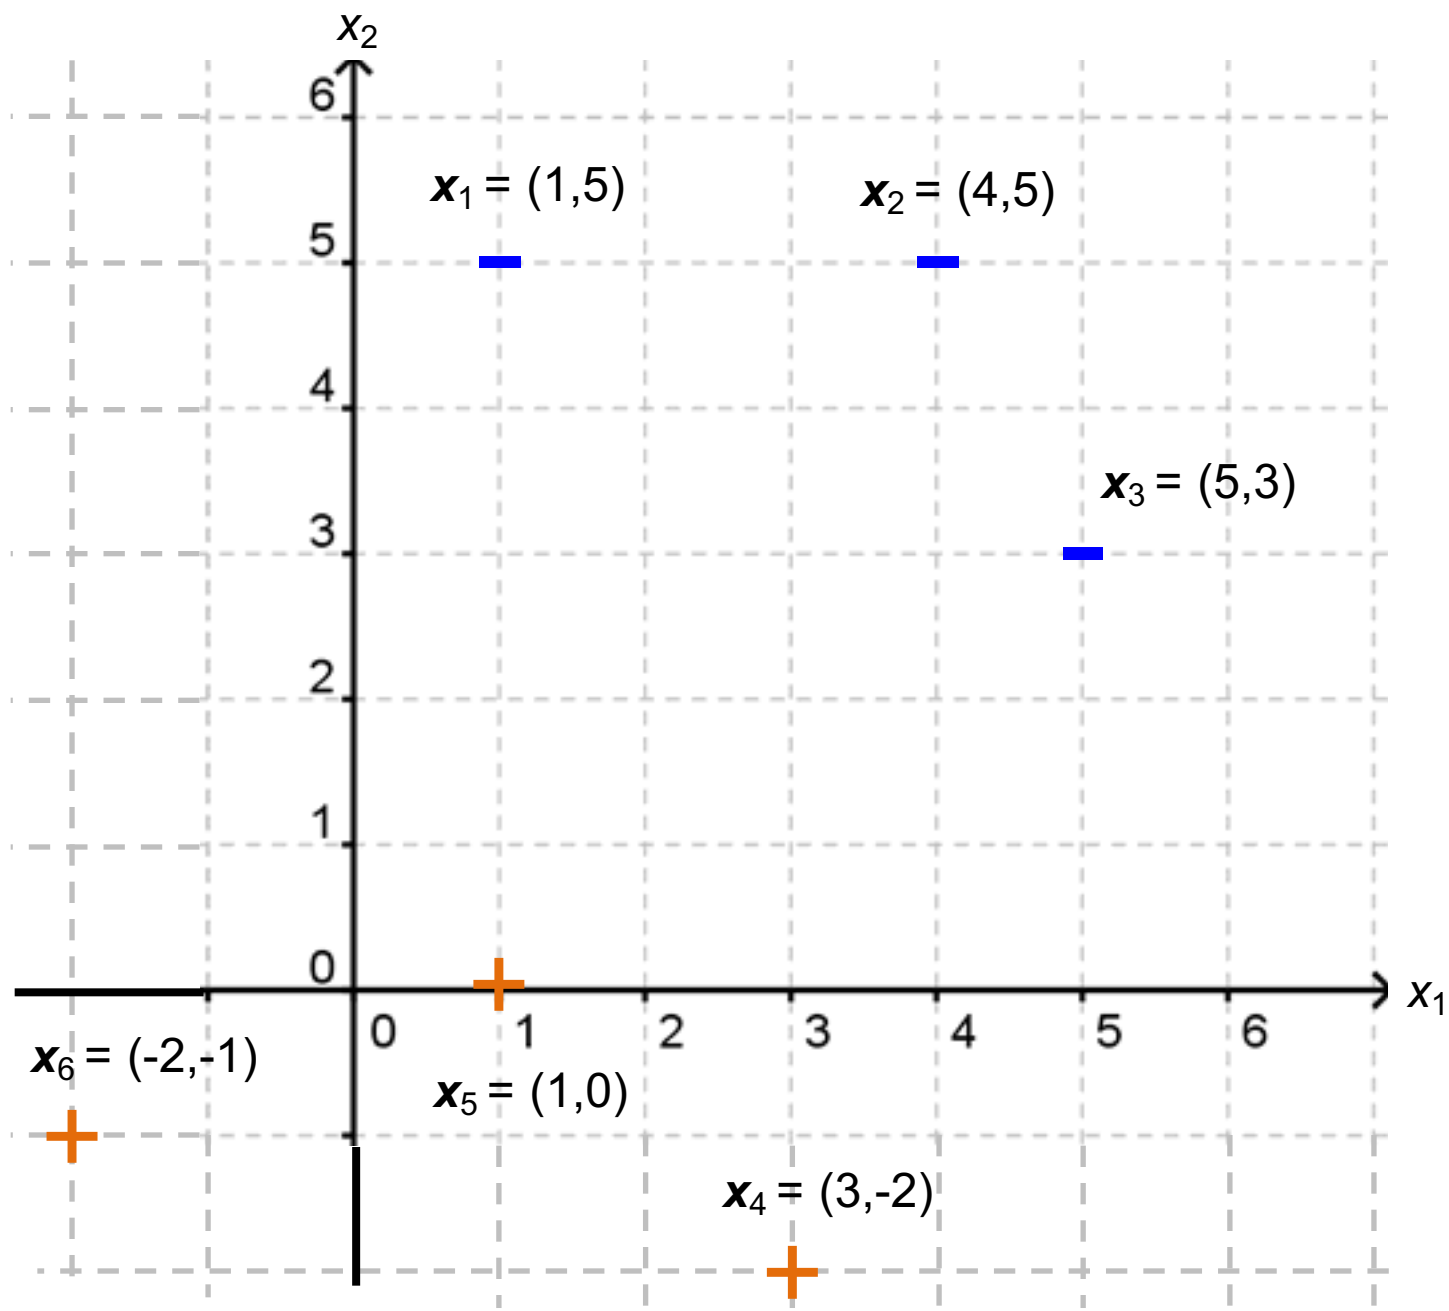 x₂
6
x₁ = (1,5)
x₂ = (4,5)
5
4
x₃ = (5,3)
3
2
1
0
x₁
0 1 2 3 4 5 6
x₆ = (-2,-1)
x₅ = (1,0)
x₄ = (3,-2)